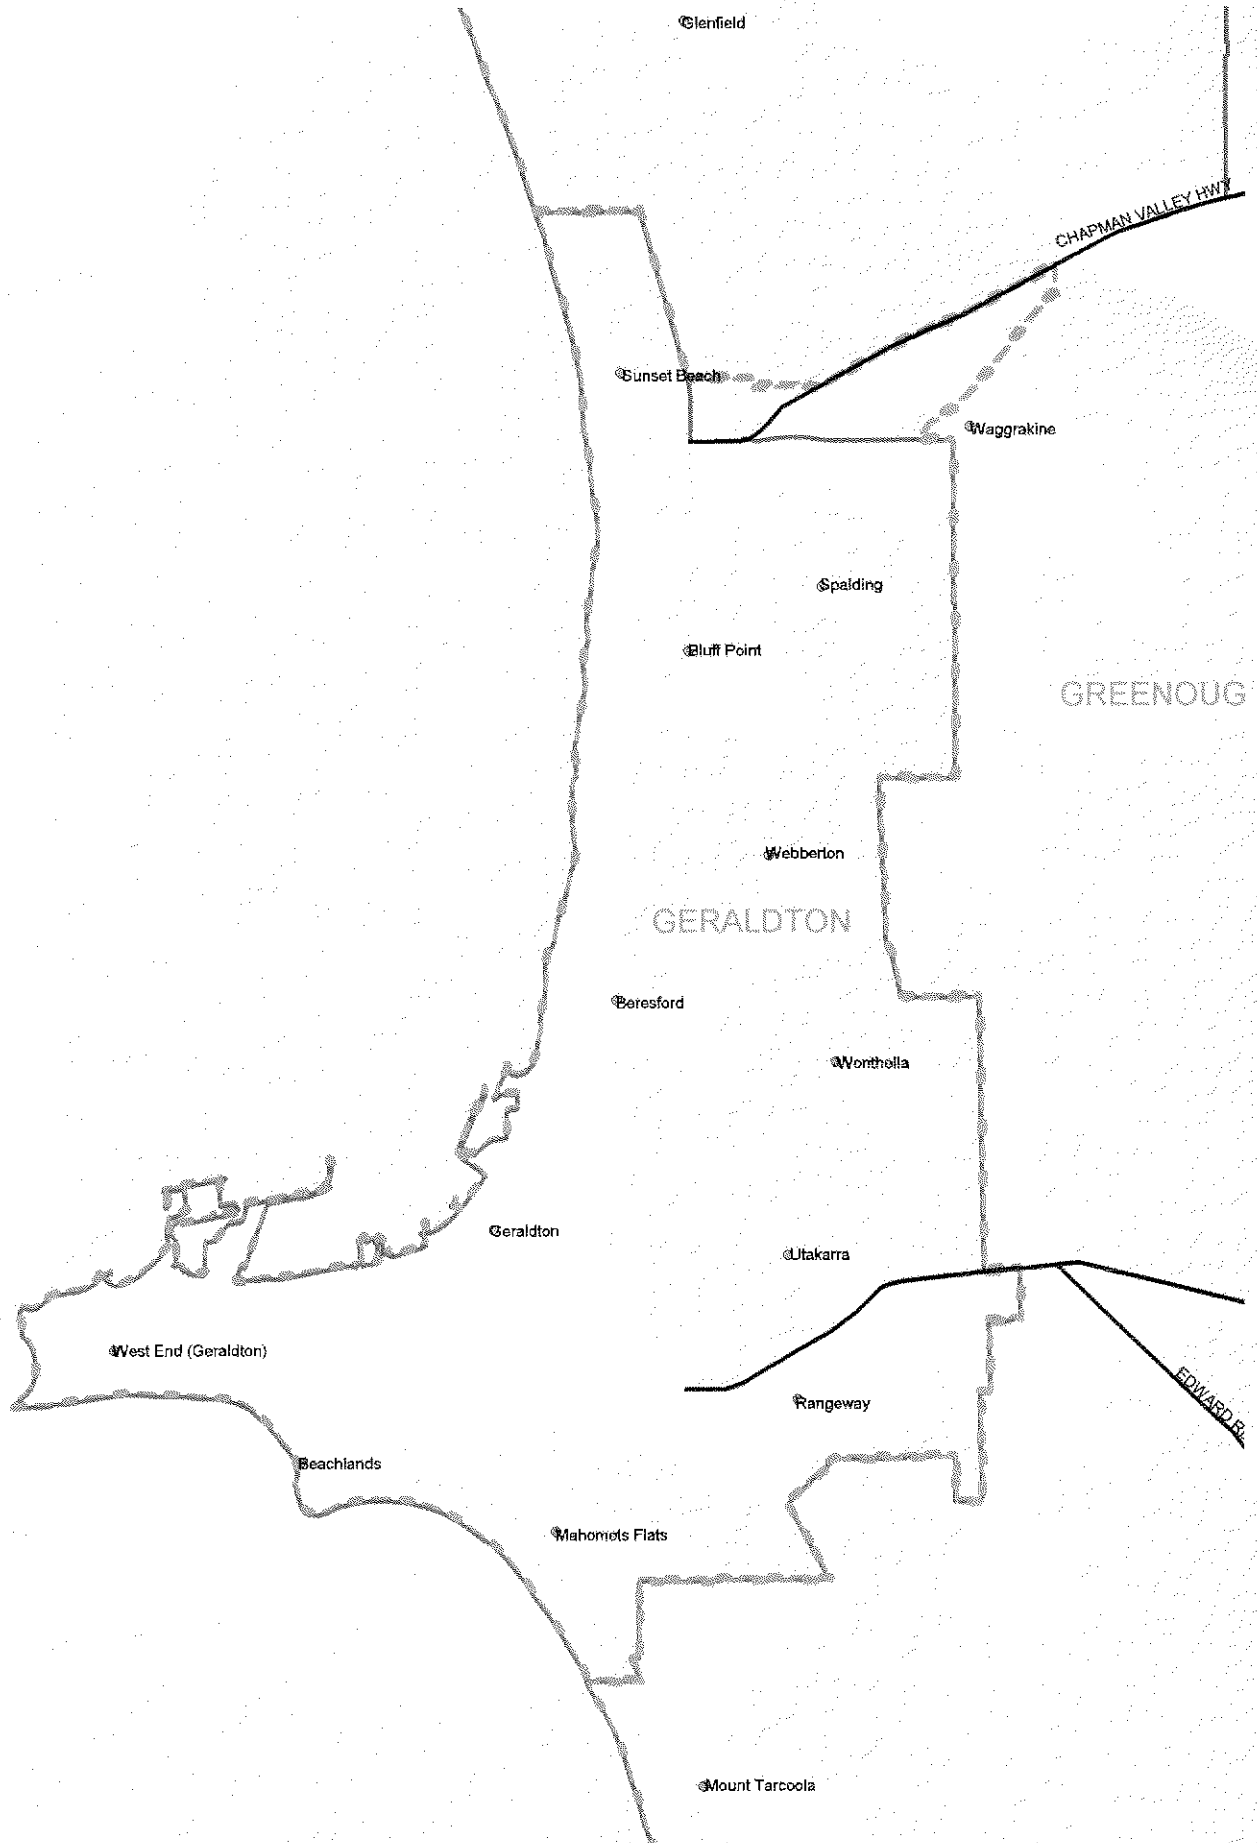 Glenfield
CHAPMAN VALLEY HWY
Sunset Beach
Waggrakine
Spalding
Bluff Point
GREENOUG
Webberton
GERALDTON
Beresford
Wonthella
Geraldton
Utakarra
West End (Geraldton)
EDWARD R
Rangeway
Beachlands
Mahomets Flats
Mount Tarcoola